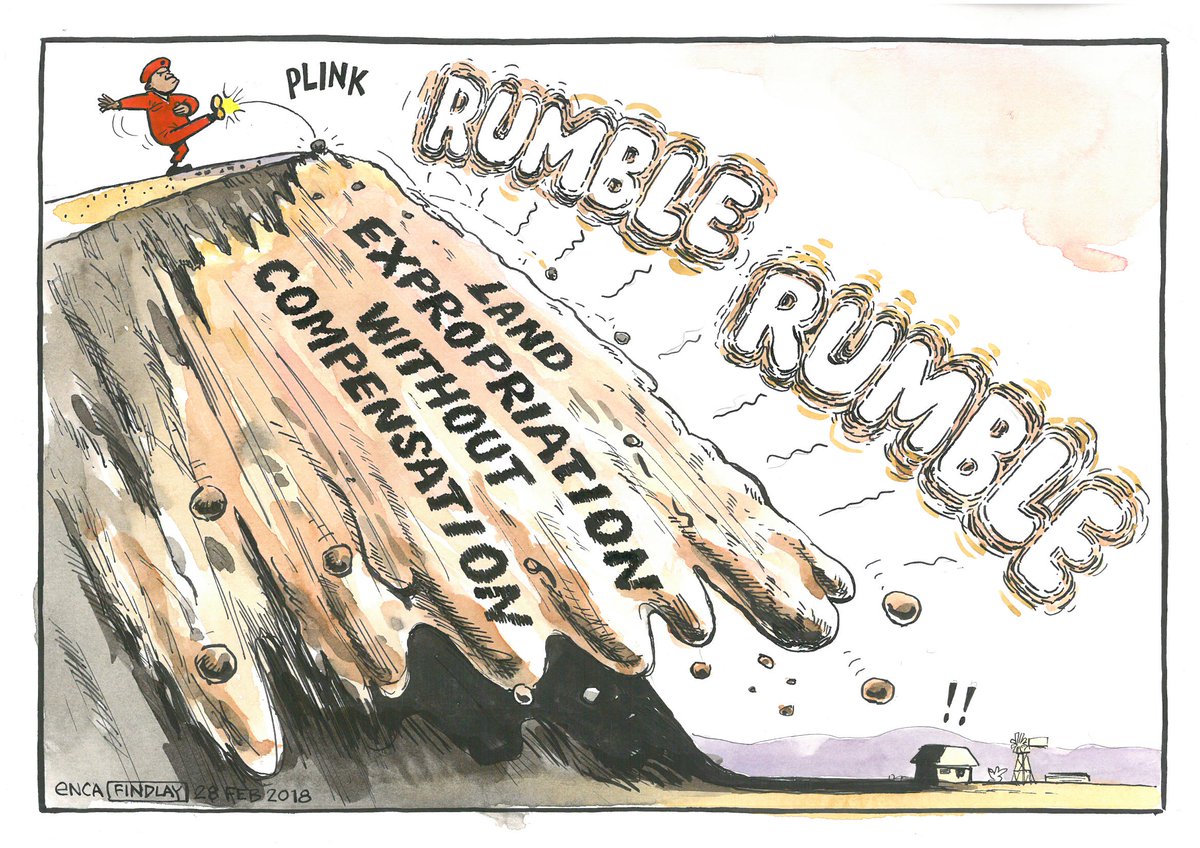 PLINK
RUMBLE
RUMBLE
LAND
EXPROPRIATION
WITHOUT
COMPENSATION
!!
eNCA FINDLAY 28 FEB 2018